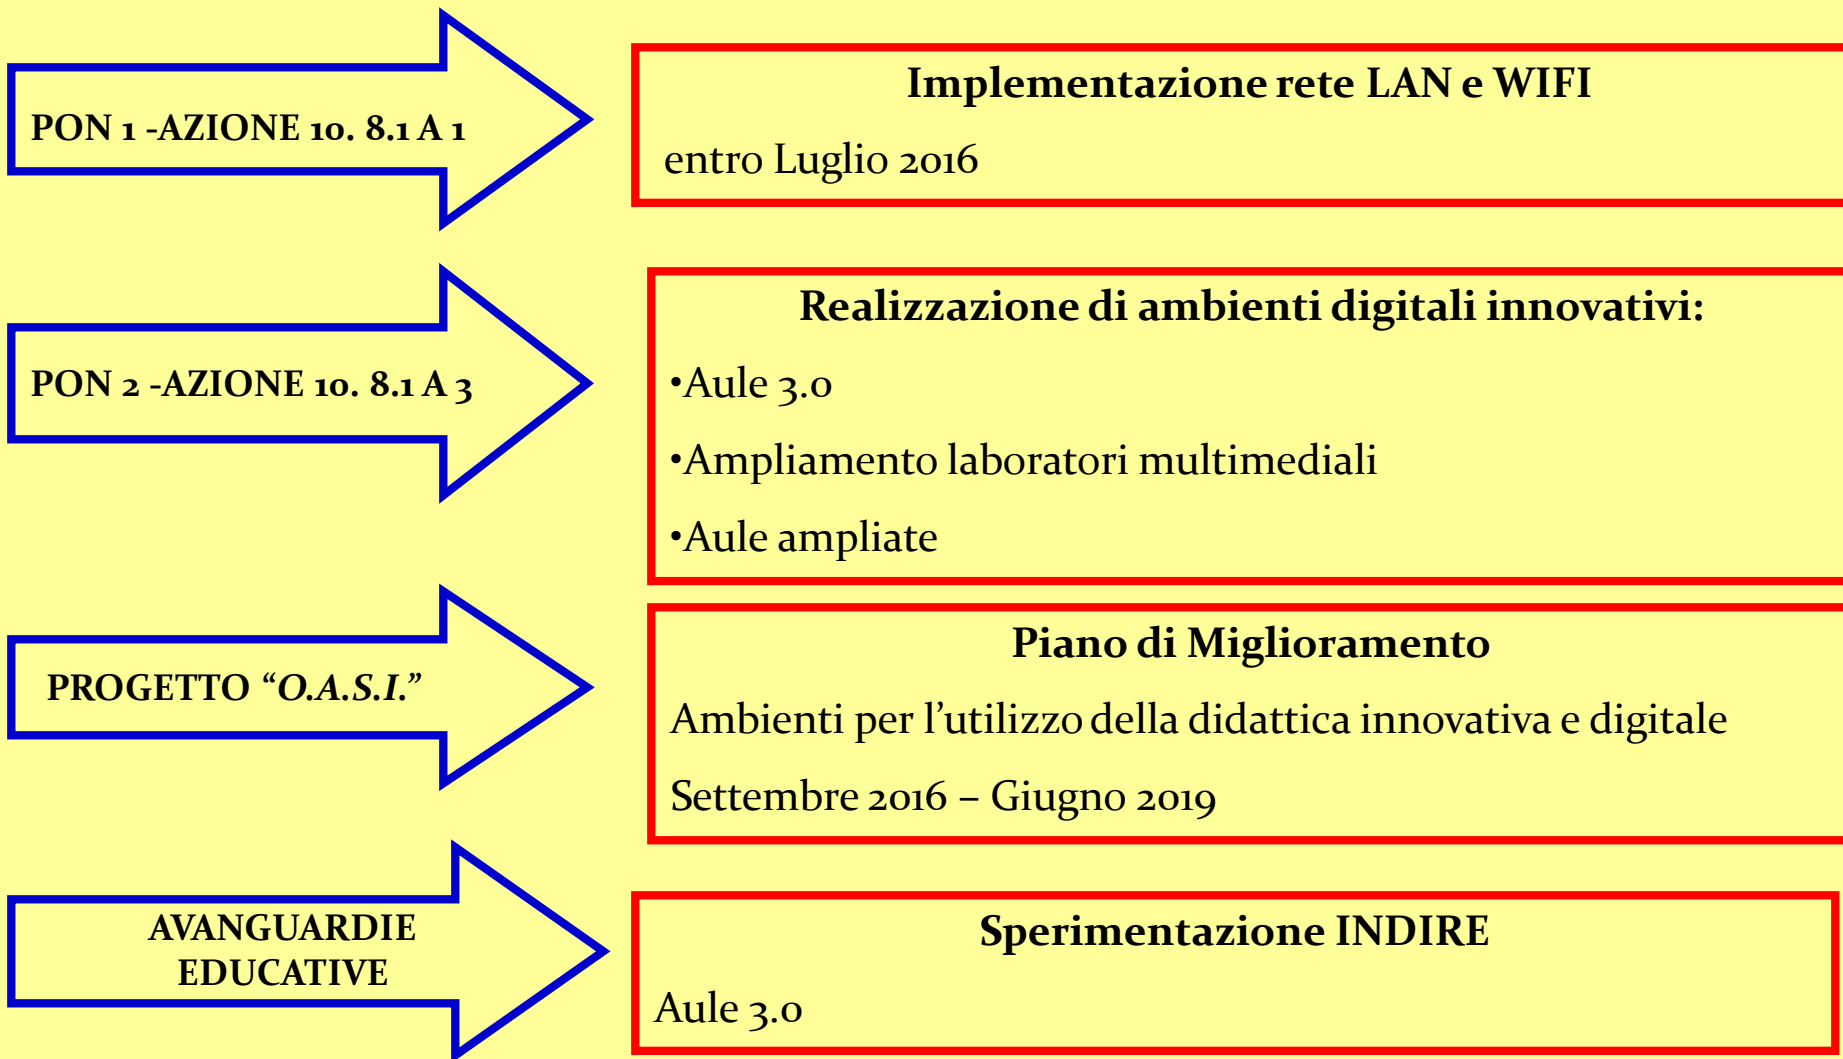 PON 1 -AZIONE 10. 8.1 A 1
Implementazione rete LAN e WIFI
entro Luglio 2016
PON 2 -AZIONE 10. 8.1 A 3
Realizzazione di ambienti digitali innovativi:
•Aule 3.0
•Ampliamento laboratori multimediali
•Aule ampliate
PROGETTO “O.A.S.I.”
Piano di Miglioramento
Ambienti per l’utilizzo della didattica innovativa e digitale
Settembre 2016 – Giugno 2019
AVANGUARDIE
EDUCATIVE
Sperimentazione INDIRE
Aule 3.0